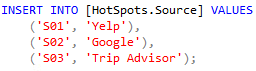 INSERT INTO [HotSpots.Source] VALUES
('S01', 'Yelp'),
('S02', 'Google'),
('S03', 'Trip Advisor');